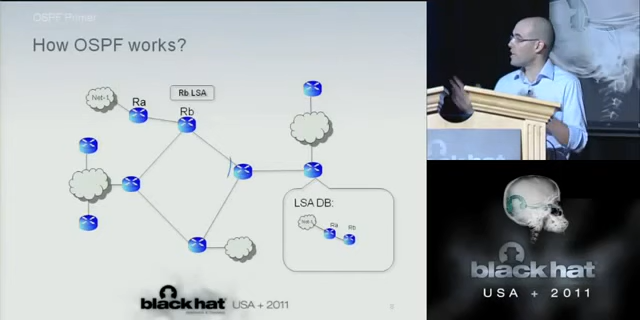 OSPF Primer
How OSPF works?
Net-1
Ra
Rb LSA
Rb
LSA DB:
Net-1
Ra
Rb
black hat
USA + 2011
black hat
USA + 2011